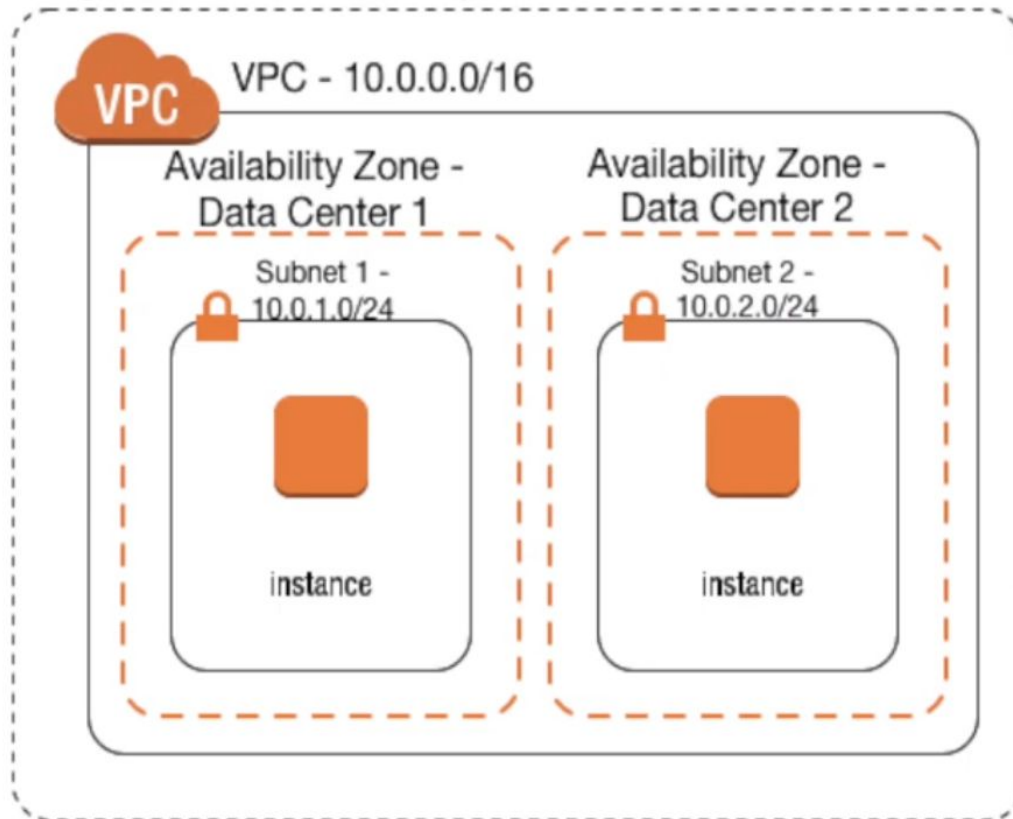 VPC
VPC - 10.0.0.0/16
Availability Zone -
Data Center 1
Subnet 1 -
10.0.1.0/24
instance
Availability Zone -
Data Center 2
Subnet 2 -
10.0.2.0/24
instance